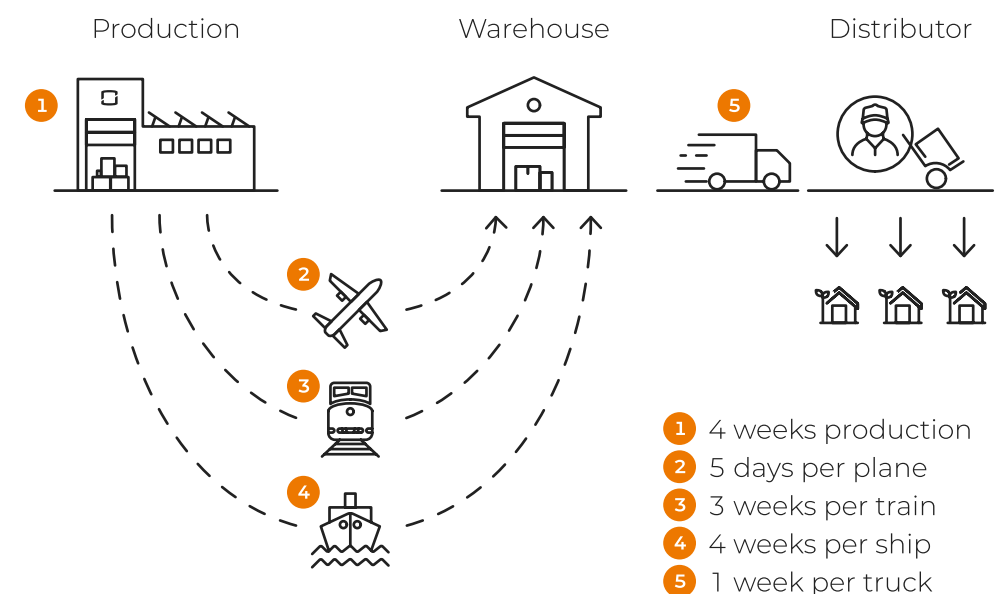 Production
Warehouse
Distributor
1
5
2
3
4
1 4 weeks production
2 5 days per plane
3 3 weeks per train
4 4 weeks per ship
5 1 week per truck